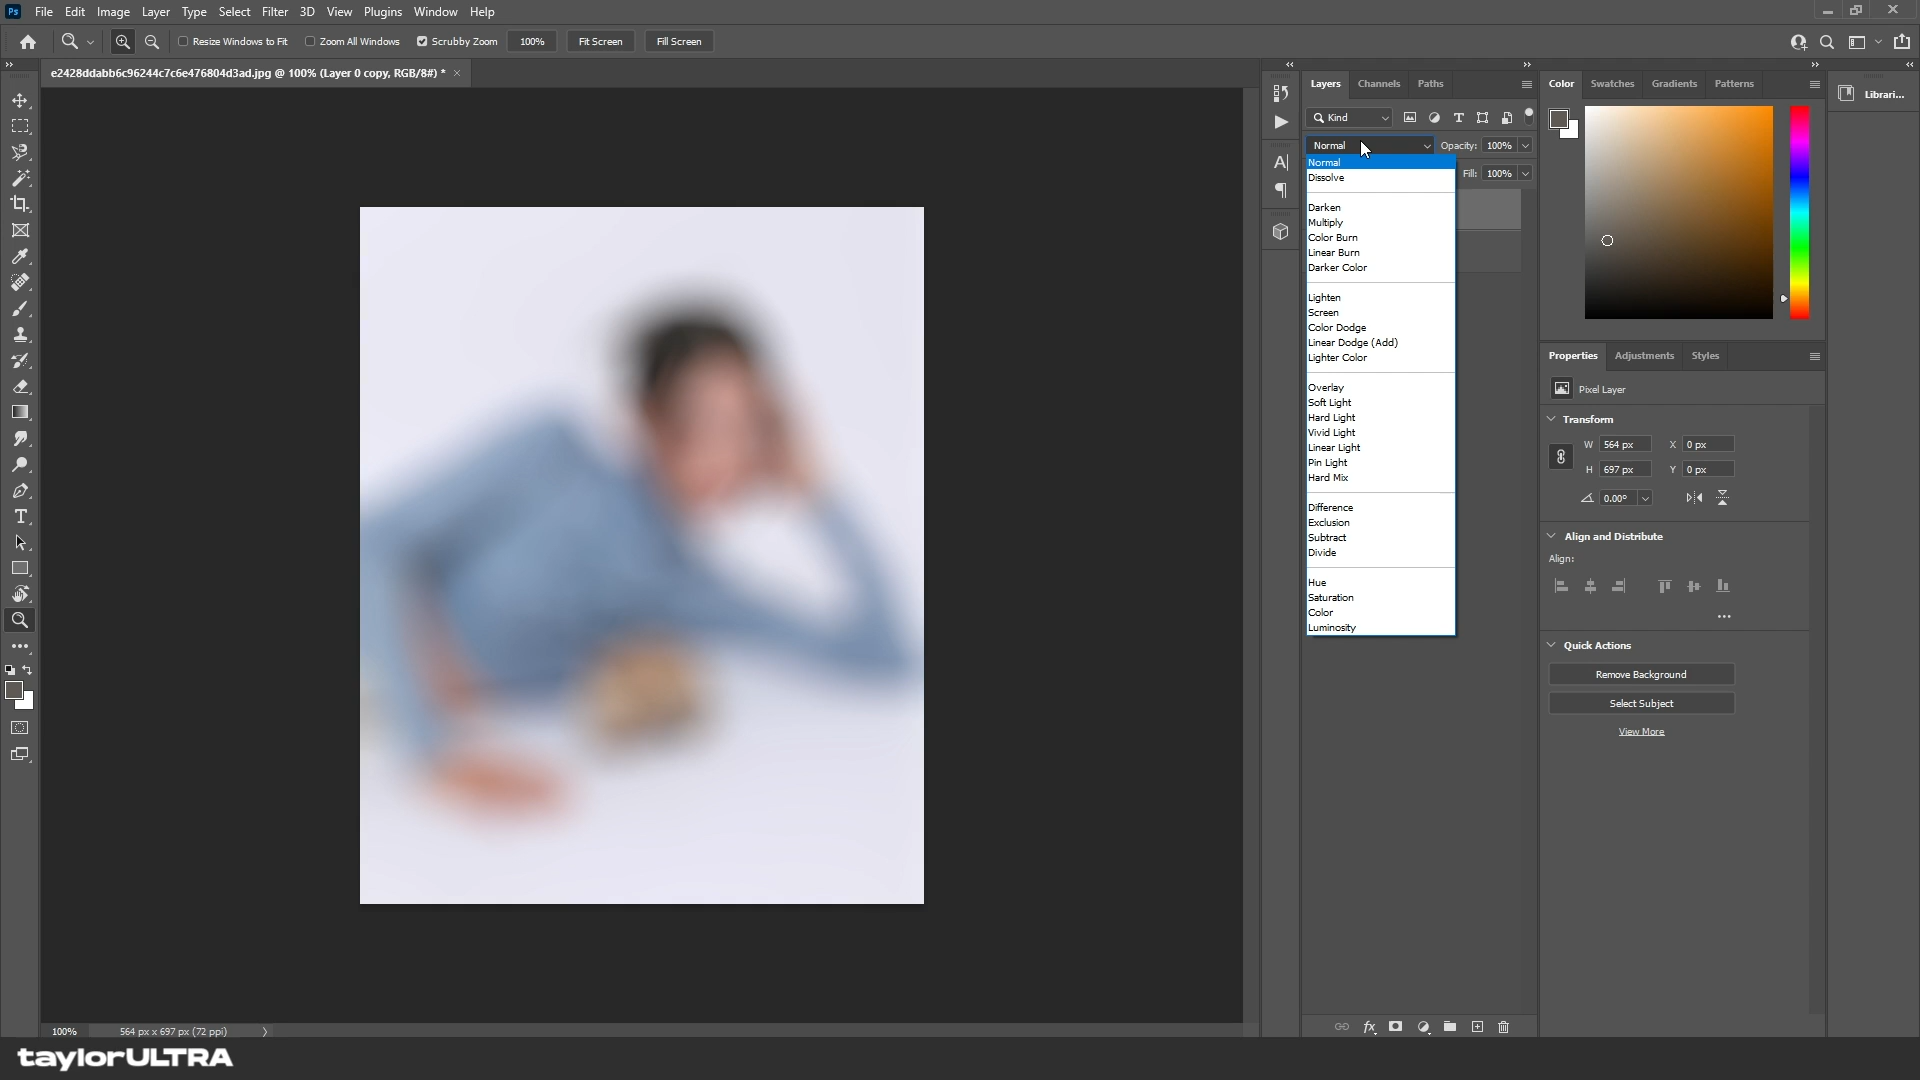 Ps File Edit Image Layer Type Select Filter 3D View Plugins Window Help
Resize Windows to Fit Zoom All Windows Scrubby Zoom 100% Fit Screen Fill Screen
e2428ddabb6c96244c7c6e476804d3ad.jpg @ 100% (Layer 0 copy, RGB/8#) *
Layers Channels Paths
Kind
Normal Opacity: 100%
Fill: 100%
Normal
Dissolve
Darken
Multiply
Color Burn
Linear Burn
Darker Color
Lighten
Screen
Color Dodge
Linear Dodge (Add)
Lighter Color
Overlay
Soft Light
Hard Light
Vivid Light
Linear Light
Pin Light
Hard Mix
Difference
Exclusion
Subtract
Divide
Hue
Saturation
Color
Luminosity
Color Swatches Gradients Patterns
Librari...
Properties Adjustments Styles
Pixel Layer
Transform
W 564 px X 0 px
H 697 px Y 0 px
0.00°
Align and Distribute
Align:
Quick Actions
Remove Background
Select Subject
View More
100% 564 px x 697 px (72 ppi)
taylorULTRA